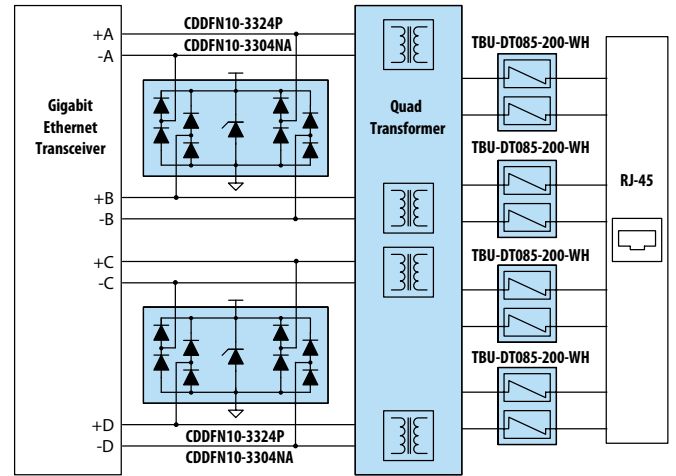 CDDFN10-3324P
CDDFN10-3304NA
+A
-A
Gigabit
Ethernet
Transceiver
+B
-B
+C
-C
+D
-D
CDDFN10-3324P
CDDFN10-3304NA
Quad
Transformer
TBU-DT085-200-WH
TBU-DT085-200-WH
TBU-DT085-200-WH
TBU-DT085-200-WH
RJ-45